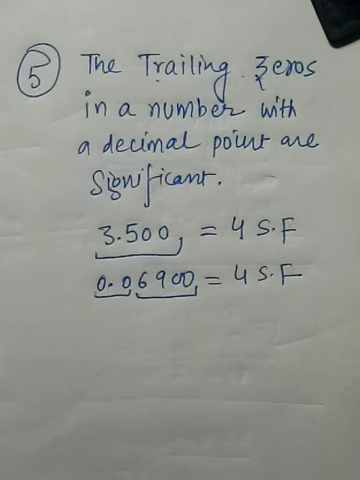 5 The Trailing Zeros
in a number with
a decimal point are
Significant.
3.500, = 4 S.F
0.06900, = 4 S.F